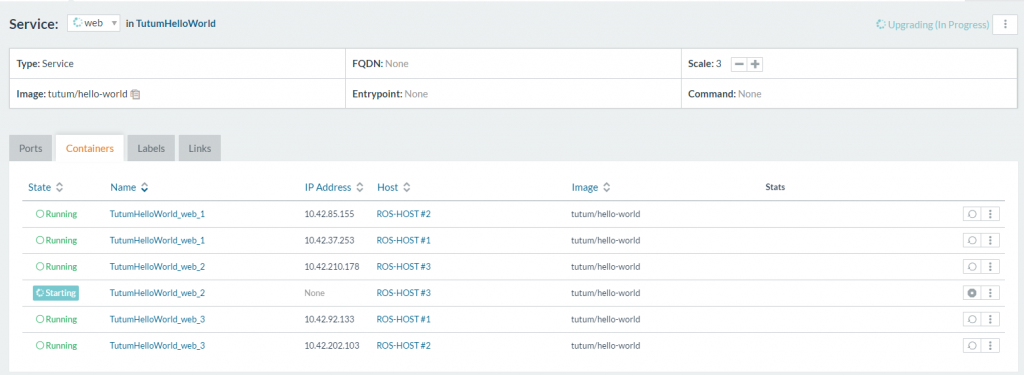 Service: web in TutumHelloWorld Upgrading (In Progress)
Type: Service FQDN: None Scale: 3
Image: tutum/hello-world Entrypoint: None Command: None
Ports Containers Labels Links
State Name IP Address Host Image Stats
Running TutumHelloWorld_web_1 10.42.85.155 ROS-HOST #2 tutum/hello-world
Running TutumHelloWorld_web_1 10.42.37.253 ROS-HOST #1 tutum/hello-world
Running TutumHelloWorld_web_2 10.42.210.178 ROS-HOST #3 tutum/hello-world
Starting TutumHelloWorld_web_2 None ROS-HOST #3 tutum/hello-world
Running TutumHelloWorld_web_3 10.42.92.133 ROS-HOST #1 tutum/hello-world
Running TutumHelloWorld_web_3 10.42.202.103 ROS-HOST #2 tutum/hello-world